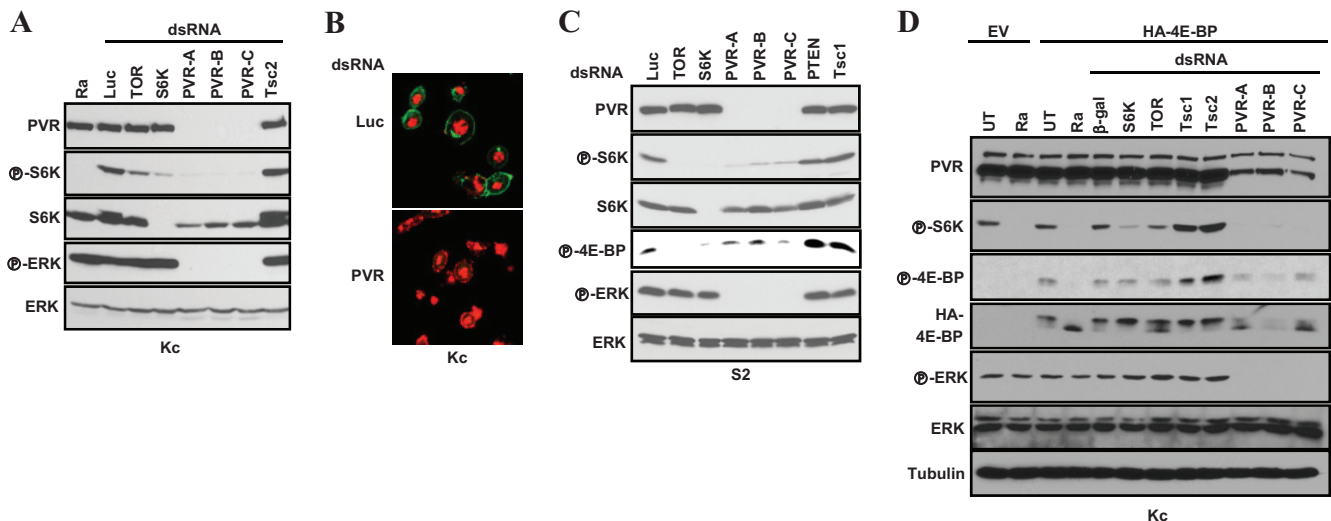 A
dsRNA
Ra
Luc
TOR
S6K
PVR-A
PVR-B
PVR-C
Tsc2
PVR
Ⓟ-S6K
S6K
Ⓟ-ERK
ERK
Kc
B
dsRNA
Luc
PVR
Kc
C
dsRNA
Luc
TOR
S6K
PVR-A
PVR-B
PVR-C
PTEN
Tsc1
PVR
Ⓟ-S6K
S6K
Ⓟ-4E-BP
Ⓟ-ERK
ERK
S2
D
EV
HA-4E-BP
dsRNA
UT
Ra
UT
Ra
β-gal
S6K
TOR
Tsc1
Tsc2
PVR-A
PVR-B
PVR-C
PVR
Ⓟ-S6K
Ⓟ-4E-BP
HA-
4E-BP
Ⓟ-ERK
ERK
Tubulin
Kc